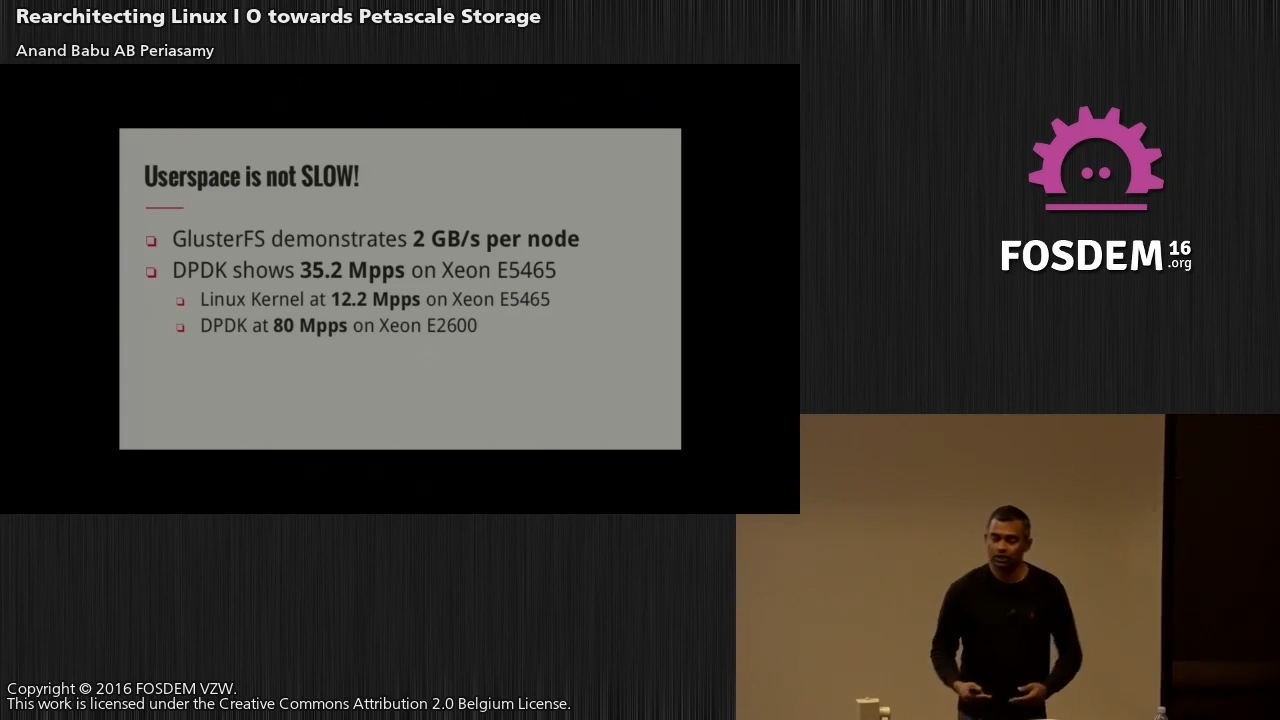 Rearchitecting Linux I O towards Petascale Storage
Anand Babu AB Periasamy
Userspace is not SLOW!
GlusterFS demonstrates 2 GB/s per node
DPDK shows 35.2 Mpps on Xeon E5465
Linux Kernel at 12.2 Mpps on Xeon E5465
DPDK at 80 Mpps on Xeon E2600
FOSDEM 16
.org
Copyright © 2016 FOSDEM VZW.
This work is licensed under the Creative Commons Attribution 2.0 Belgium License.